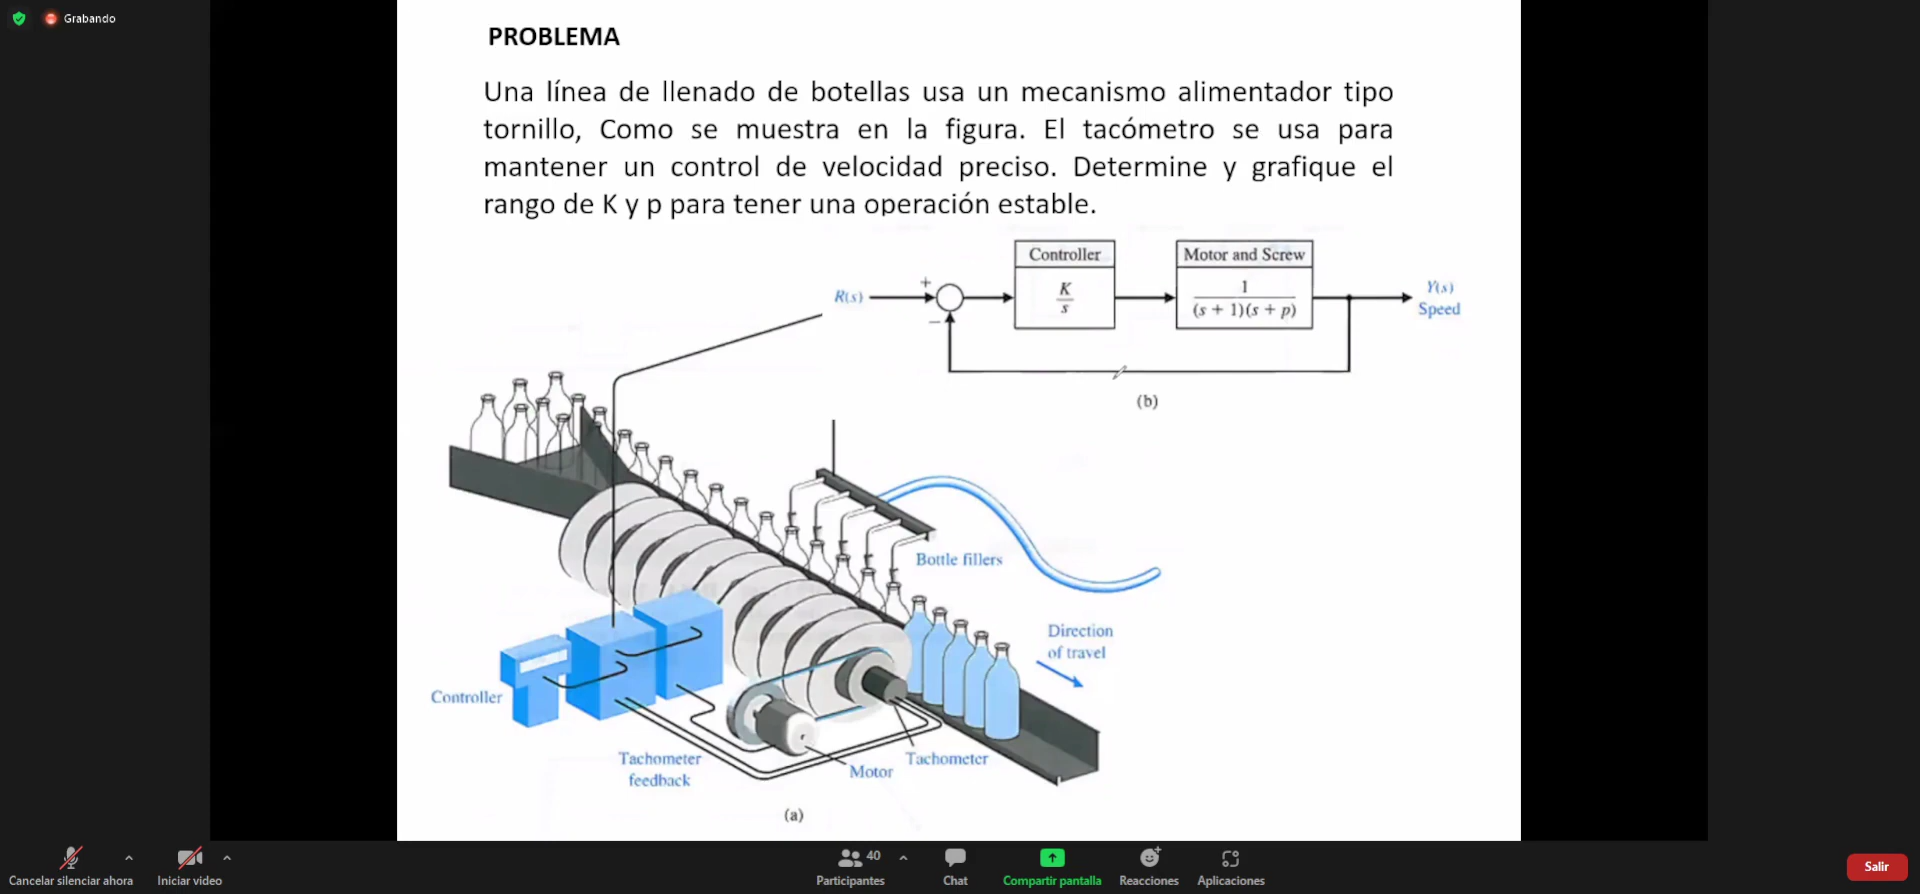 Grabando
PROBLEMA
Una línea de llenado de botellas usa un mecanismo alimentador tipo
tornillo, Como se muestra en la figura. El tacómetro se usa para
mantener un control de velocidad preciso. Determine y grafique el
rango de K y p para tener una operación estable.
Controller
Motor and Screw
R(s)
+
−
K
s
1
(s + 1)(s + p)
Y(s)
Speed
(b)
Bottle fillers
Direction
of travel
Controller
Tachometer
feedback
Motor
Tachometer
(a)
Cancelar silenciar ahora
Iniciar video
40
Participantes
Chat
Compartir pantalla
Reacciones
Aplicaciones
Salir